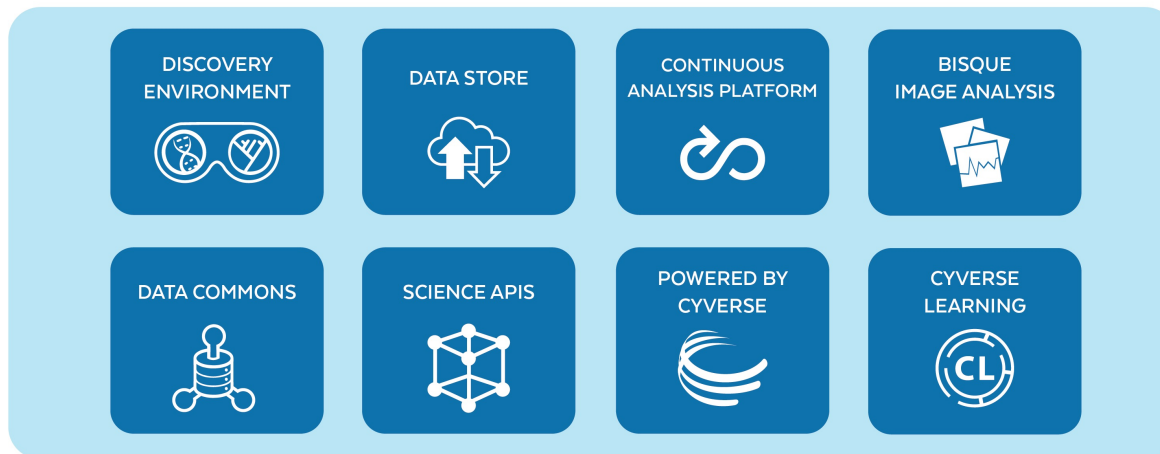 DISCOVERY
ENVIRONMENT
DATA STORE
CONTINUOUS
ANALYSIS PLATFORM
BISQUE
IMAGE ANALYSIS
DATA COMMONS
SCIENCE APIS
POWERED BY
CYVERSE
CYVERSE
LEARNING
CL